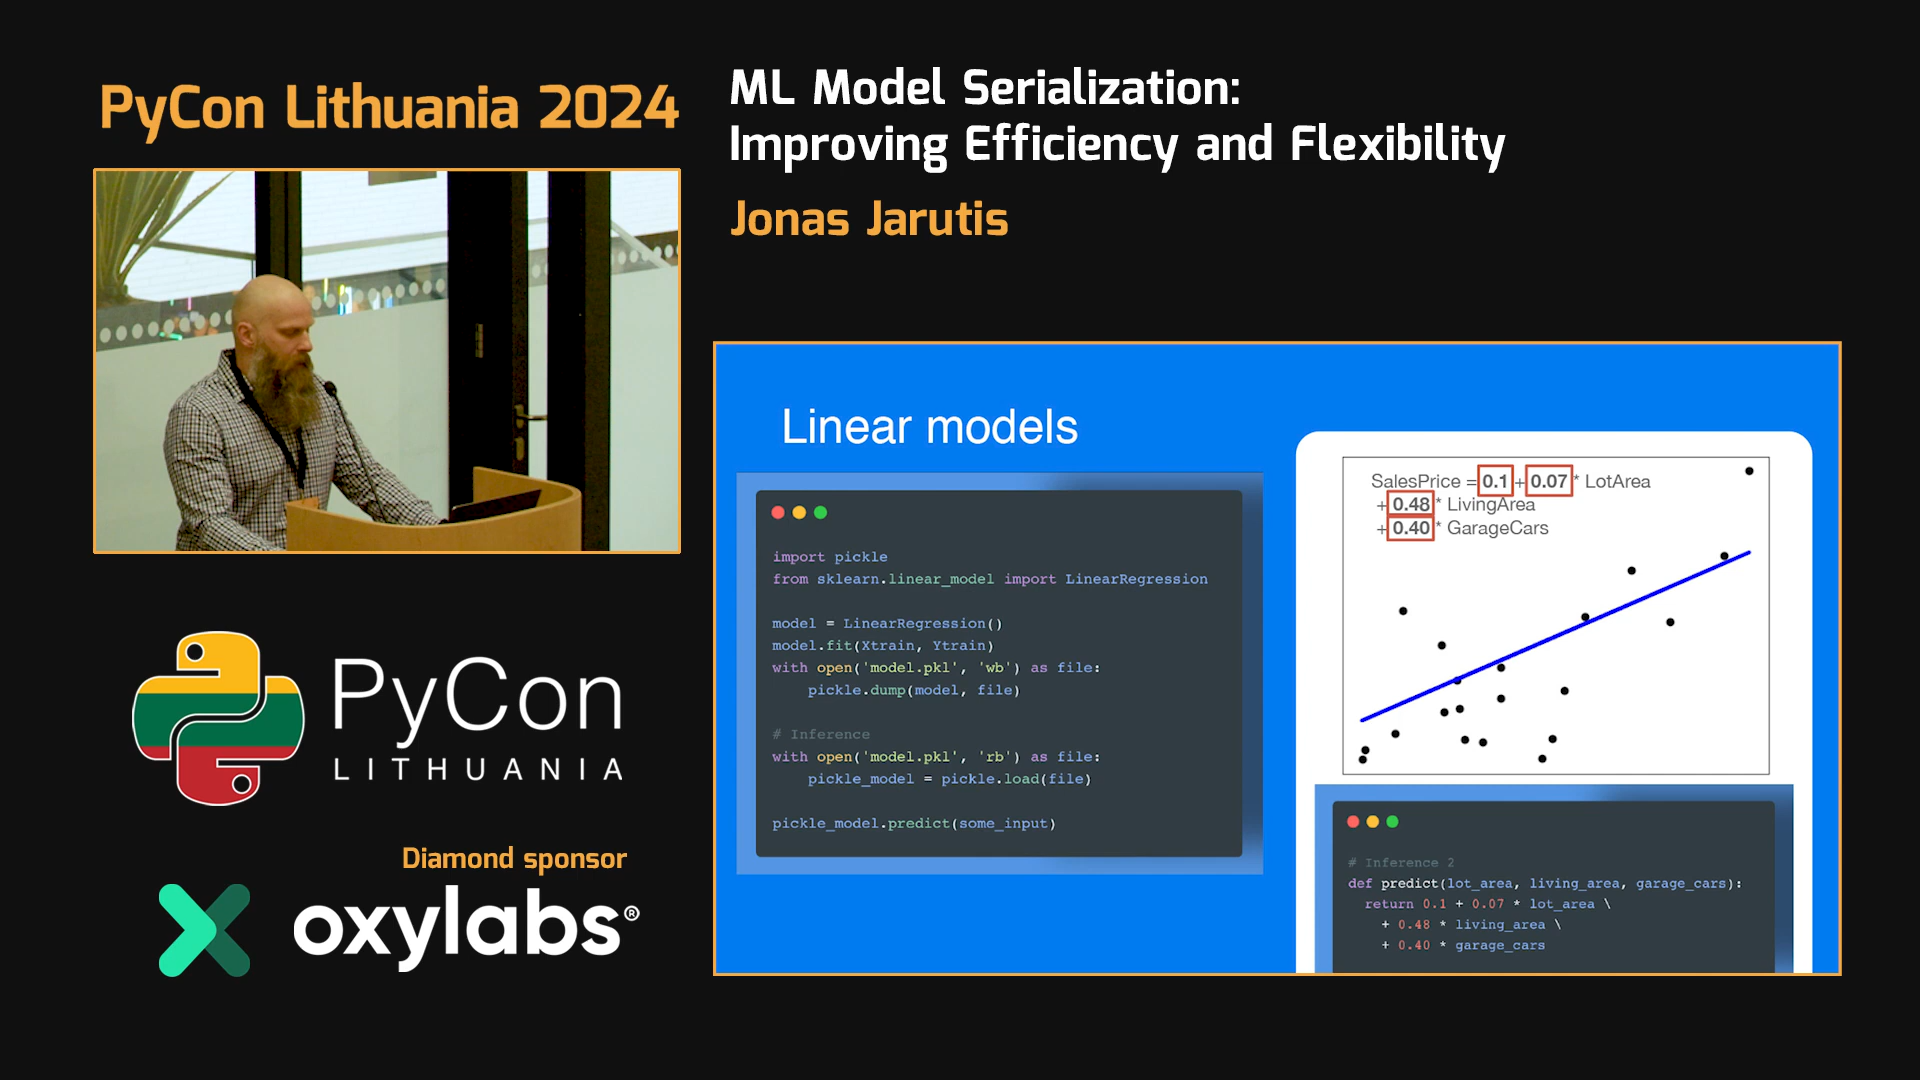 PyCon Lithuania 2024
ML Model Serialization:
Improving Efficiency and Flexibility
Jonas Jarutis
PyCon
LITHUANIA
Diamond sponsor
oxylabs®
Linear models
import pickle
from sklearn.linear_model import LinearRegression
model = LinearRegression()
model.fit(Xtrain, Ytrain)
with open('model.pkl', 'wb') as file:
    pickle.dump(model, file)
# Inference
with open('model.pkl', 'rb') as file:
    pickle_model = pickle.load(file)
pickle_model.predict(some_input)
SalesPrice = 0.1 + 0.07 * LotArea
+ 0.48 * LivingArea
+ 0.40 * GarageCars
# Inference 2
def predict(lot_area, living_area, garage_cars):
  return 0.1 + 0.07 * lot_area \
    + 0.48 * living_area \
    + 0.40 * garage_cars